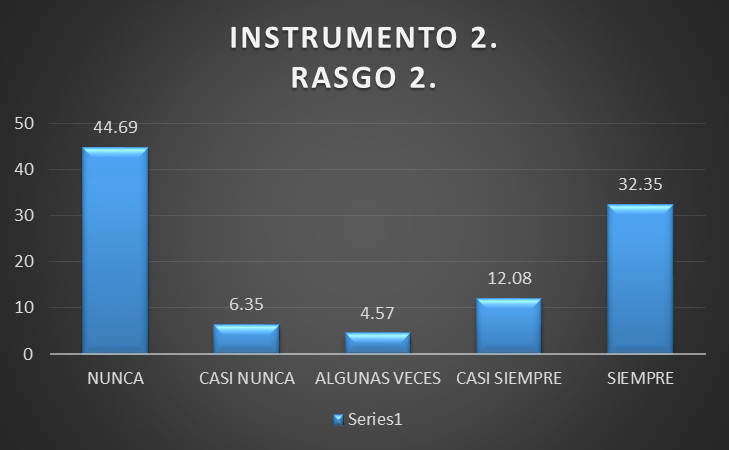 INSTRUMENTO 2.
RASGO 2.
50
40
30
20
10
0
44.69
6.35
4.57
12.08
32.35
NUNCA
CASI NUNCA
ALGUNAS VECES
CASI SIEMPRE
SIEMPRE
Series1